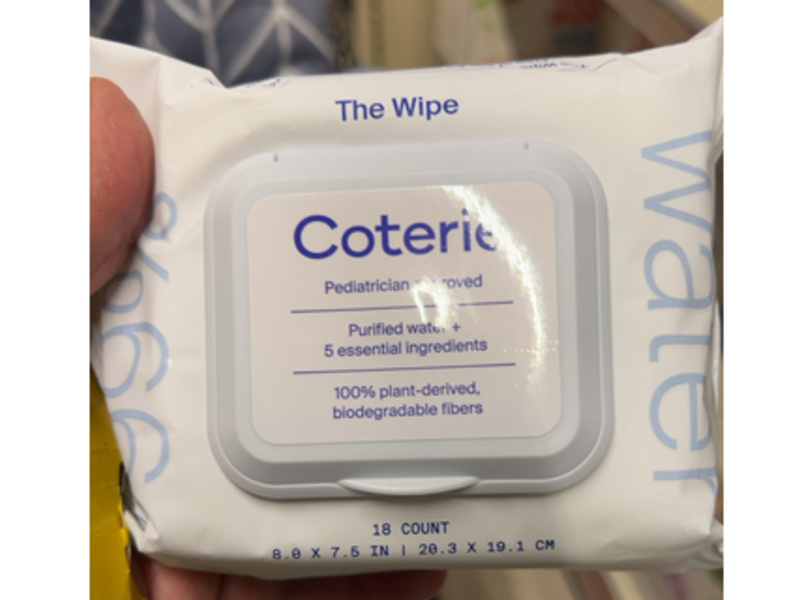 The Wipe
Coterie
Pediatrician
Purified water +
5 essential ingredients
100% plant-derived,
biodegradable fibers
99%
water
18 COUNT
8.0 X 7.5 IN | 20.3 X 19.1 CM